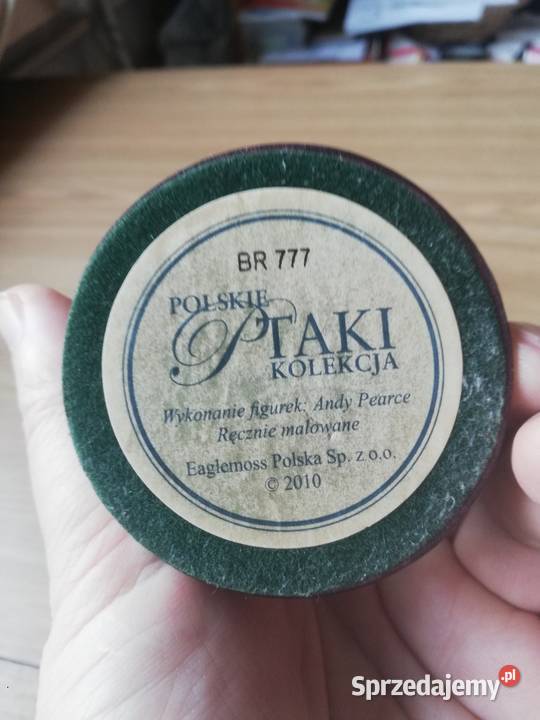 BR 777
POLSKIE
PTAKI
KOLEKCJA
Wykonanie figurek: Andy Pearce
Ręcznie malowane
Eaglemoss Polska Sp. z o.o.
© 2010
Sprzedajemy.pl